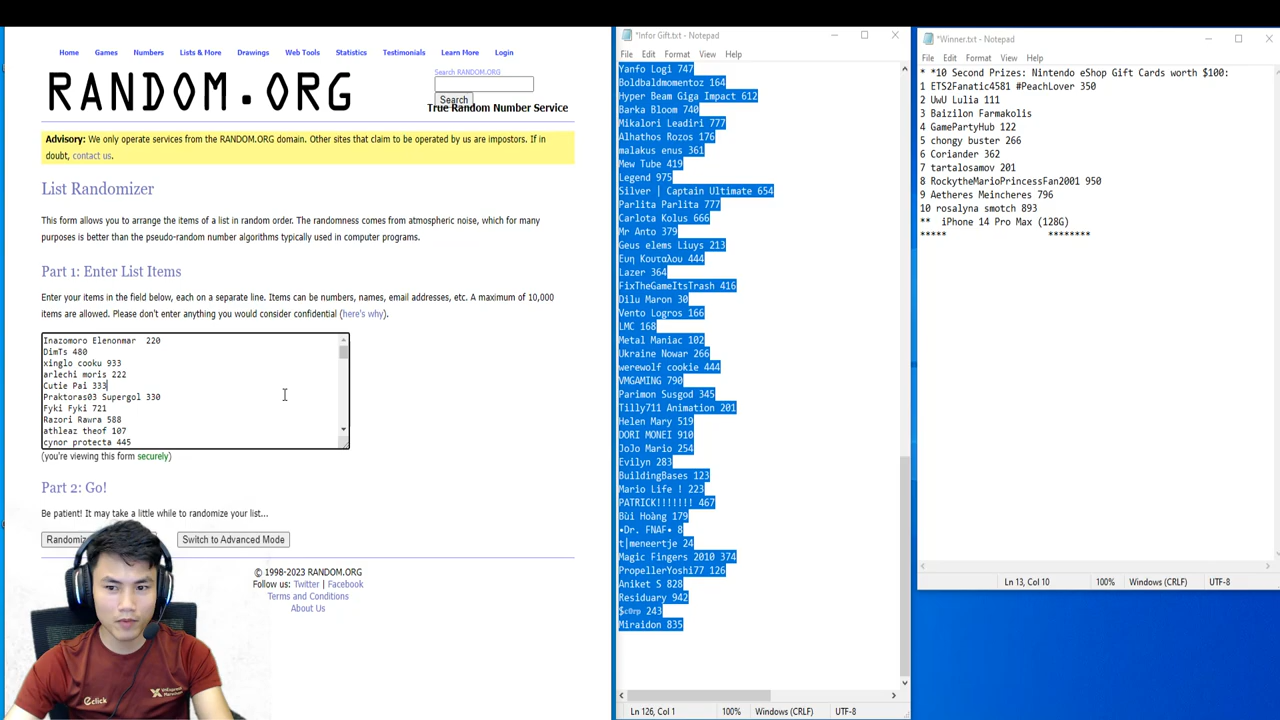 Home Games Numbers Lists & More Drawings Web Tools Statistics Testimonials Learn More Login
RANDOM.ORG
Search RANDOM.ORG
Search
True Random Number Service
Advisory: We only operate services from the RANDOM.ORG domain. Other sites that claim to be operated by us are impostors. If in
doubt, contact us.
List Randomizer
This form allows you to arrange the items of a list in random order. The randomness comes from atmospheric noise, which for many
purposes is better than the pseudo-random number algorithms typically used in computer programs.
Part 1: Enter List Items
Enter your items in the field below, each on a separate line. Items can be numbers, names, email addresses, etc. A maximum of 10,000
items are allowed. Please don't enter anything you would consider confidential (here's why).
Inazomoro Elenonmar  220
DimTs 480
xinglo cooku 933
arlechi moris 222
Cutie Pai 333
Praktoras03 Supergol 330
Fyki Fyki 721
Razori Rawra 588
athleaz theof 107
cynor protecta 445
(you're viewing this form securely)
Part 2: Go!
Be patient! It may take a little while to randomize your list...
Switch to Advanced Mode
© 1998-2023 RANDOM.ORG
Follow us: Twitter | Facebook
Terms and Conditions
About Us
eclick
*Infor Gift.txt - Notepad
File Edit Format View Help
Yanfo Logi 747
Boldbaldmomentoz 164
Hyper Beam Giga Impact 612
Barka Bloom 740
Mikalori Leadiri 777
Alhathos Rozos 176
malakus enus 361
Mew Tube 419
Legend 975
Silver | Captain Ultimate 654
Parlita Parlita 777
Carlota Kolus 666
Mr Anto 379
Geus elems Liuys 213
Ευη Κουταλου 444
Lazer 364
FixTheGameItsTrash 416
Dilu Maron 30
Vento Logros 166
LMC 168
Metal Maniac 102
Ukraine Nowar 266
werewolf cookie 444
VMGAMING 790
Parimon Susgod 345
Tilly711 Animation 201
Helen Mary 519
DORI MONEI 910
JoJo Mario 254
Evilyn 283
BuildingBases 123
Mario Life ! 223
PATRICK!!!!!!! 467
Bùi Hoàng 179
•Dr. FNAF• 8
t|meneertje 24
Magic Fingers 2010 374
PropellerYoshi77 126
Aniket S 828
Residuary 942
243
Miraidon 835
Ln 126, Col 1 100% Windows (CRLF) UTF-8
*Winner.txt - Notepad
File Edit Format View Help
* *10 Second Prizes: Nintendo eShop Gift Cards worth $100:
1 ETS2Fanatic4581 #PeachLover 350
2 UwU Lulia 111
3 Baizilon Farmakolis
4 GamePartyHub 122
5 chongy buster 266
6 Coriander 362
7 tartalosamov 201
8 RockytheMarioPrincessFan2001 950
9 Aetheres Meincheres 796
10 rosalyna smotch 893
**  iPhone 14 Pro Max (128G)
***** ********
Ln 13, Col 10 100% Windows (CRLF) UTF-8